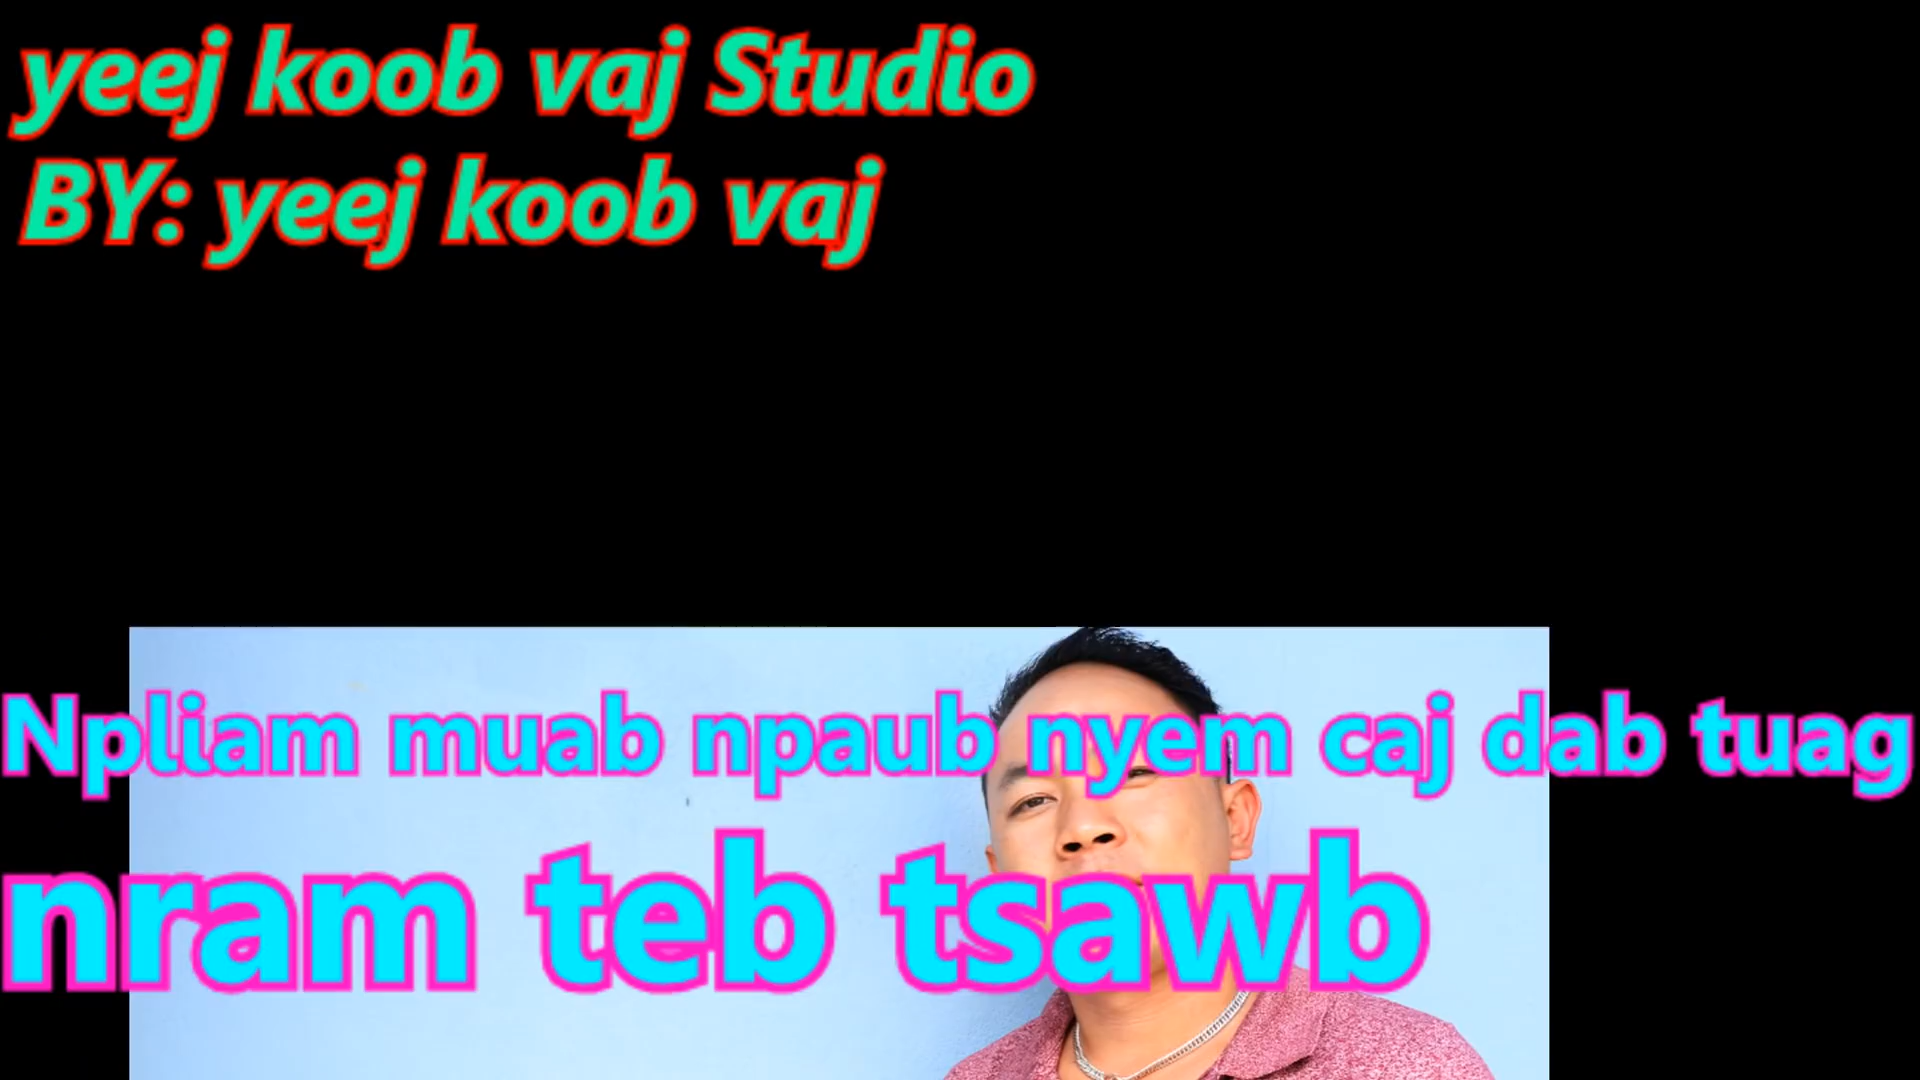 yeej koob vaj Studio
BY: yeej koob vaj
Npliam muab npaub nyem caj dab tuag
nram teb tsawb